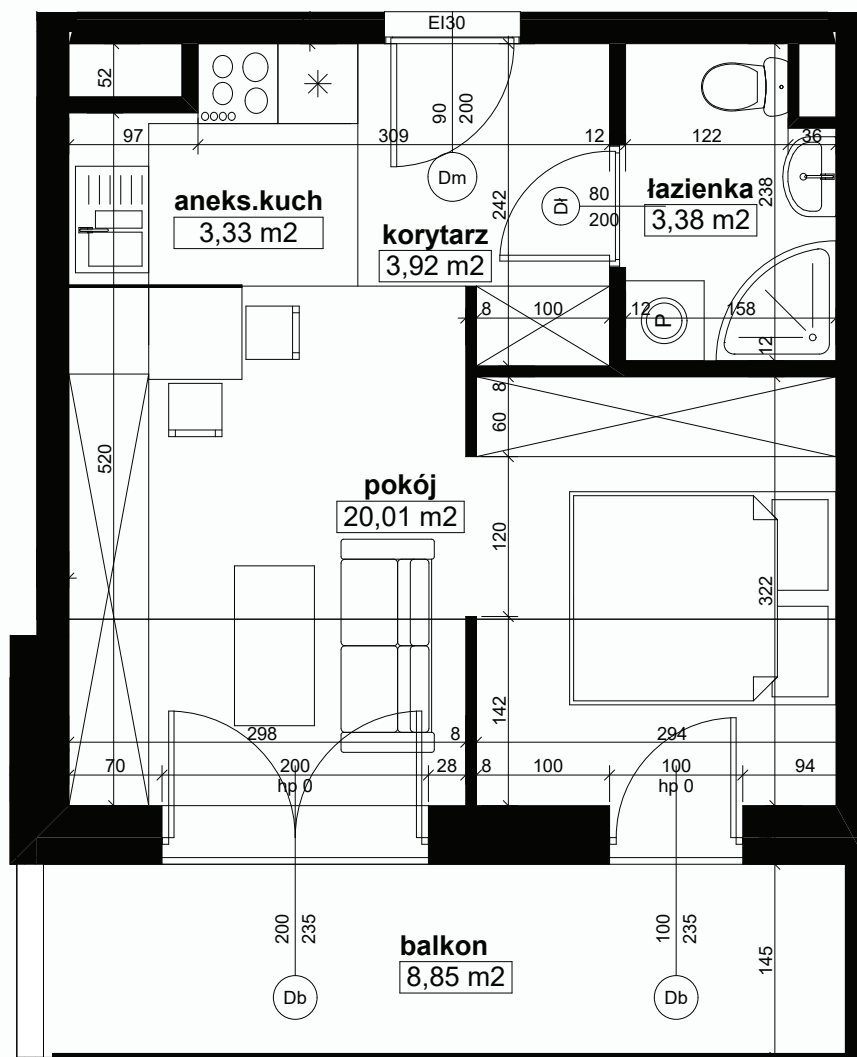 EI30
52
90
200
97
309
12
122
36
Dm
Dł
80
200
242
238
aneks.kuch
3,33 m2
korytarz
3,92 m2
łazienka
3,38 m2
8
100
12
158
P
12
8
60
520
pokój
20,01 m2
120
322
142
298
8
294
70
200
28
8
100
100
94
hp 0
hp 0
200
235
100
235
balkon
8,85 m2
145
Db
Db